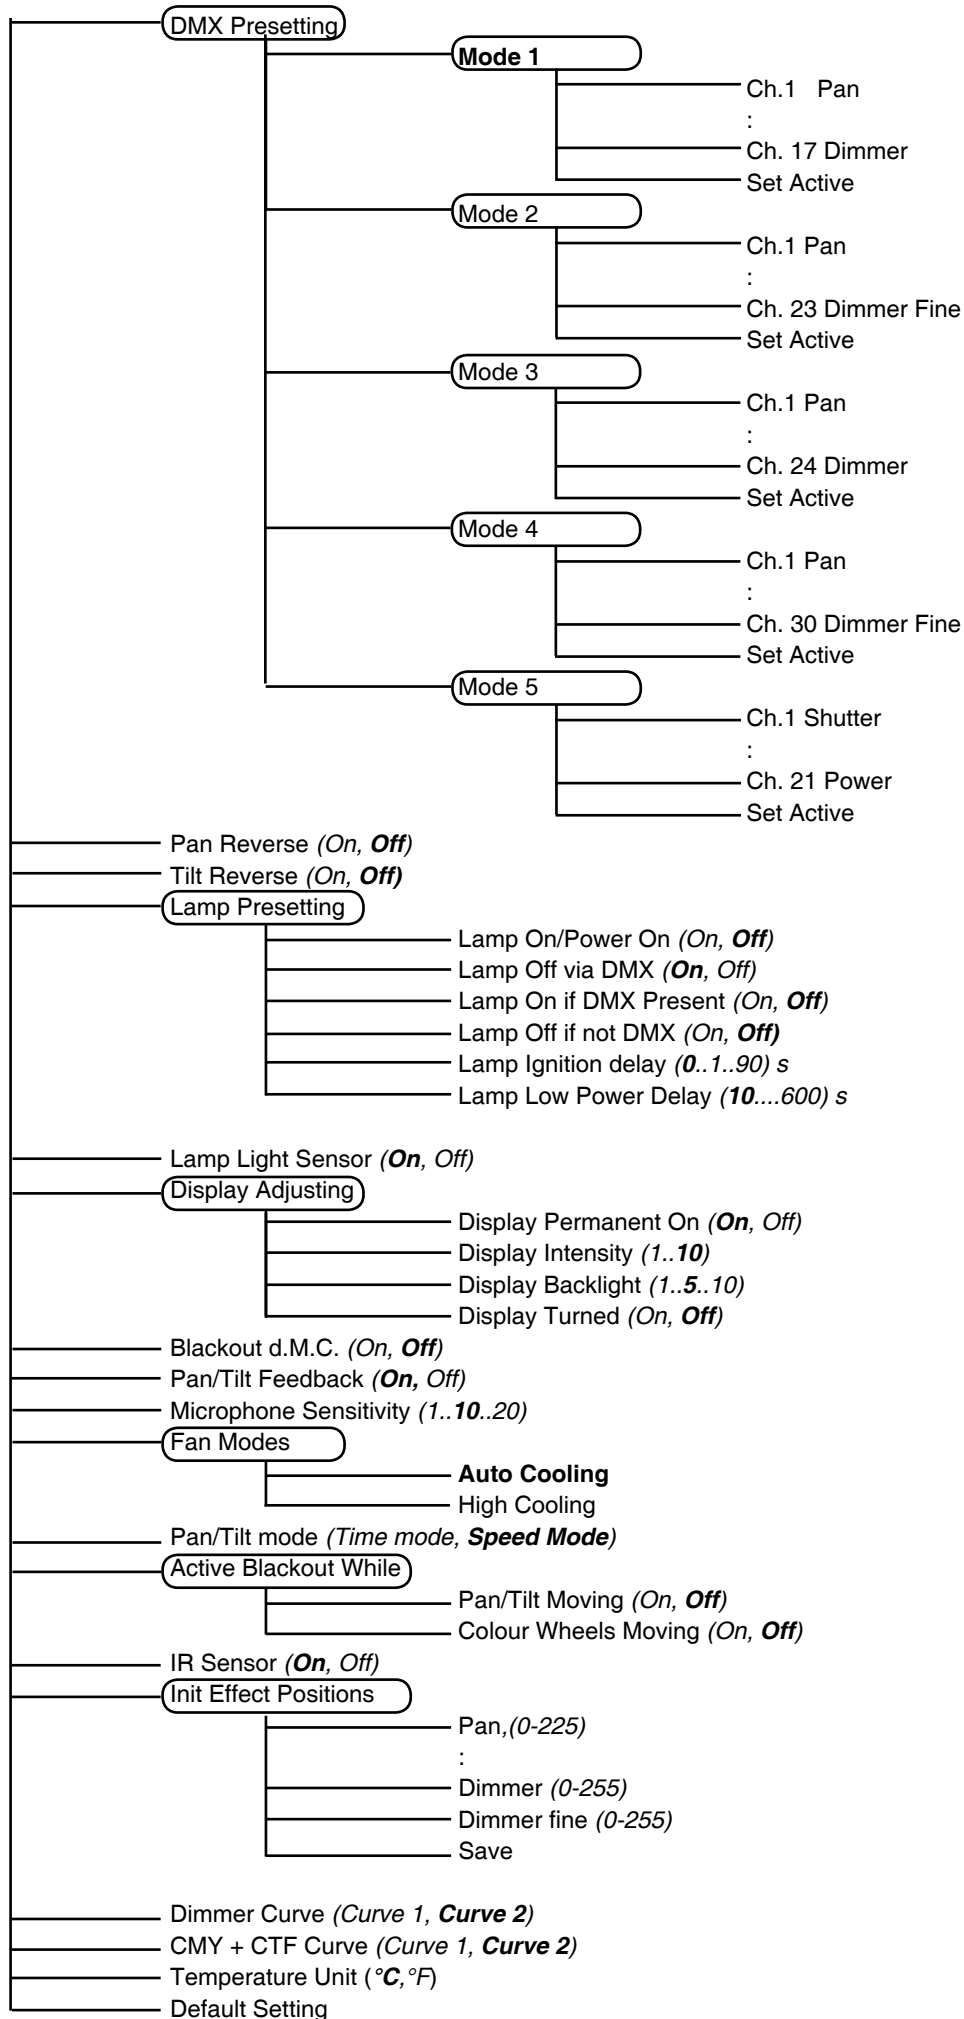 DMX Presetting
Mode 1
Ch.1 Pan
:
Ch. 17 Dimmer
Set Active
Mode 2
Ch.1 Pan
:
Ch. 23 Dimmer Fine
Set Active
Mode 3
Ch.1 Pan
:
Ch. 24 Dimmer
Set Active
Mode 4
Ch.1 Pan
:
Ch. 30 Dimmer Fine
Set Active
Mode 5
Ch.1 Shutter
:
Ch. 21 Power
Set Active
Pan Reverse (On, Off)
Tilt Reverse (On, Off)
Lamp Presetting
Lamp On/Power On (On, Off)
Lamp Off via DMX (On, Off)
Lamp On if DMX Present (On, Off)
Lamp Off if not DMX (On, Off)
Lamp Ignition delay (0..1..90) s
Lamp Low Power Delay (10....600) s
Lamp Light Sensor (On, Off)
Display Adjusting
Display Permanent On (On, Off)
Display Intensity (1..10)
Display Backlight (1..5..10)
Display Turned (On, Off)
Blackout d.M.C. (On, Off)
Pan/Tilt Feedback (On, Off)
Microphone Sensitivity (1..10..20)
Fan Modes
Auto Cooling
High Cooling
Pan/Tilt mode (Time mode, Speed Mode)
Active Blackout While
Pan/Tilt Moving (On, Off)
Colour Wheels Moving (On, Off)
IR Sensor (On, Off)
Init Effect Positions
Pan,(0-225)
:
Dimmer (0-255)
Dimmer fine (0-255)
Save
Dimmer Curve (Curve 1, Curve 2)
CMY + CTF Curve (Curve 1, Curve 2)
Temperature Unit (°C,°F)
Default Setting